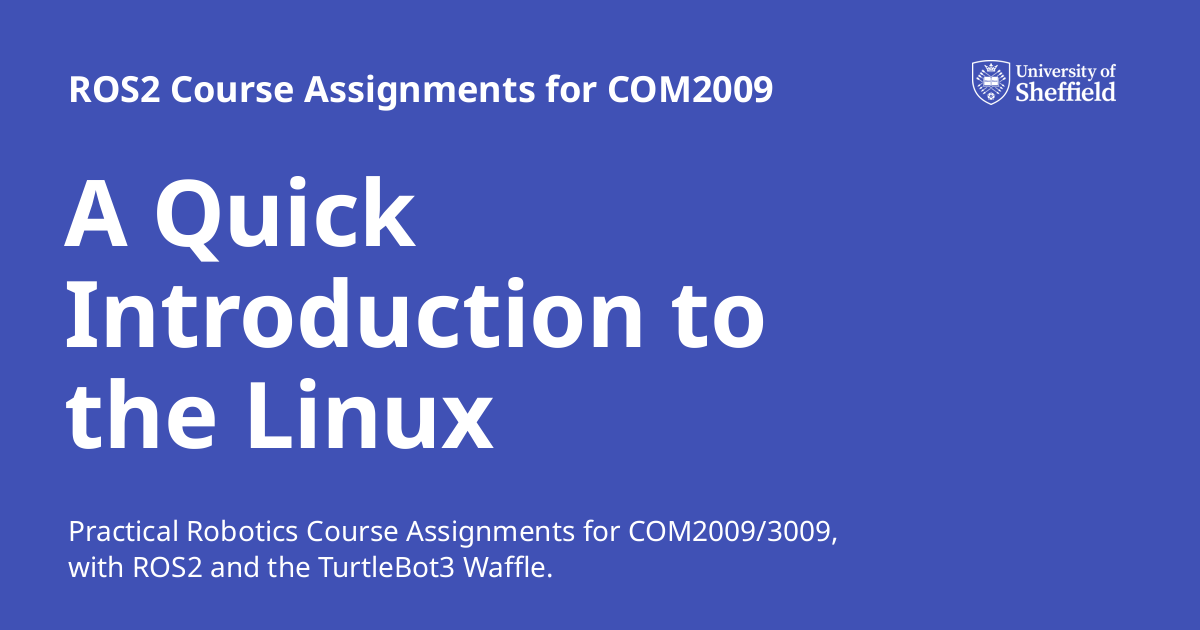 ROS2 Course Assignments for COM2009
University of
Sheffield
A Quick
Introduction to
the Linux
Practical Robotics Course Assignments for COM2009/3009,
with ROS2 and the TurtleBot3 Waffle.